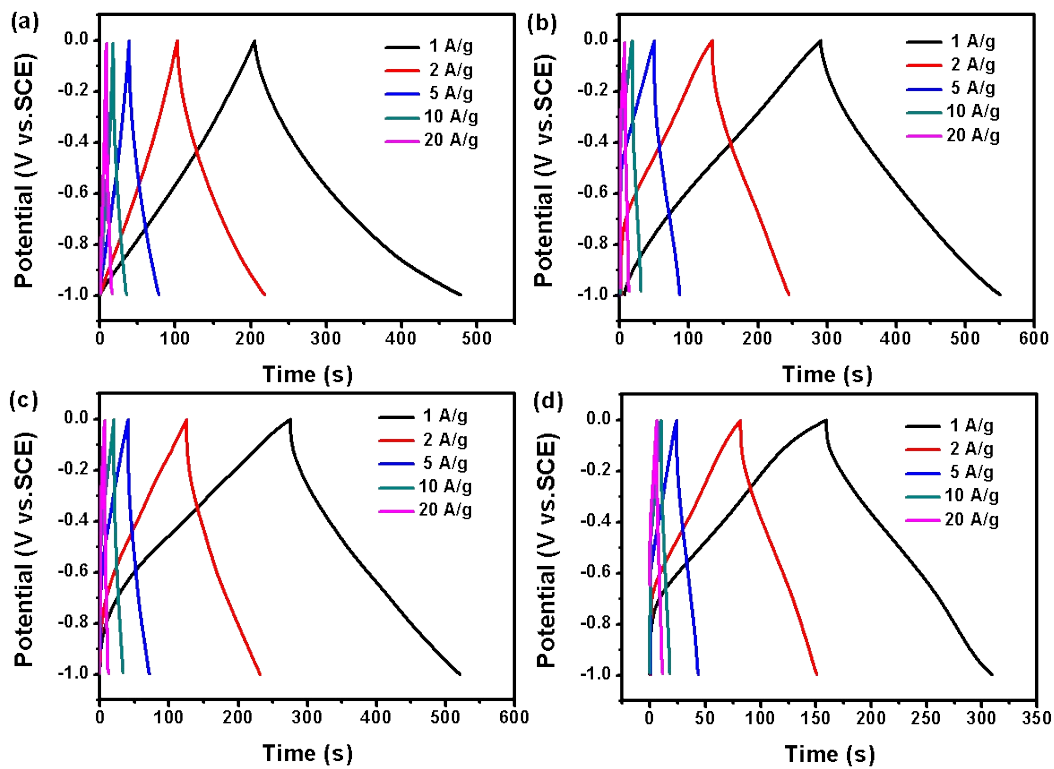 (a)
0.0
-0.2
-0.4
-0.6
-0.8
-1.0
Potential (V vs.SCE)
1 A/g
2 A/g
5 A/g
10 A/g
20 A/g
0 100 200 300 400 500
Time (s)
(b)
0.0
-0.2
-0.4
-0.6
-0.8
-1.0
Potential (V vs.SCE)
1 A/g
2 A/g
5 A/g
10 A/g
20 A/g
0 100 200 300 400 500 600
Time (s)
(c)
0.0
-0.2
-0.4
-0.6
-0.8
-1.0
Potential (V vs.SCE)
1 A/g
2 A/g
5 A/g
10 A/g
20 A/g
0 100 200 300 400 500 600
Time (s)
(d)
0.0
-0.2
-0.4
-0.6
-0.8
-1.0
Potential (V vs.SCE)
1 A/g
2 A/g
5 A/g
10 A/g
20 A/g
0 50 100 150 200 250 300 350
Time (s)